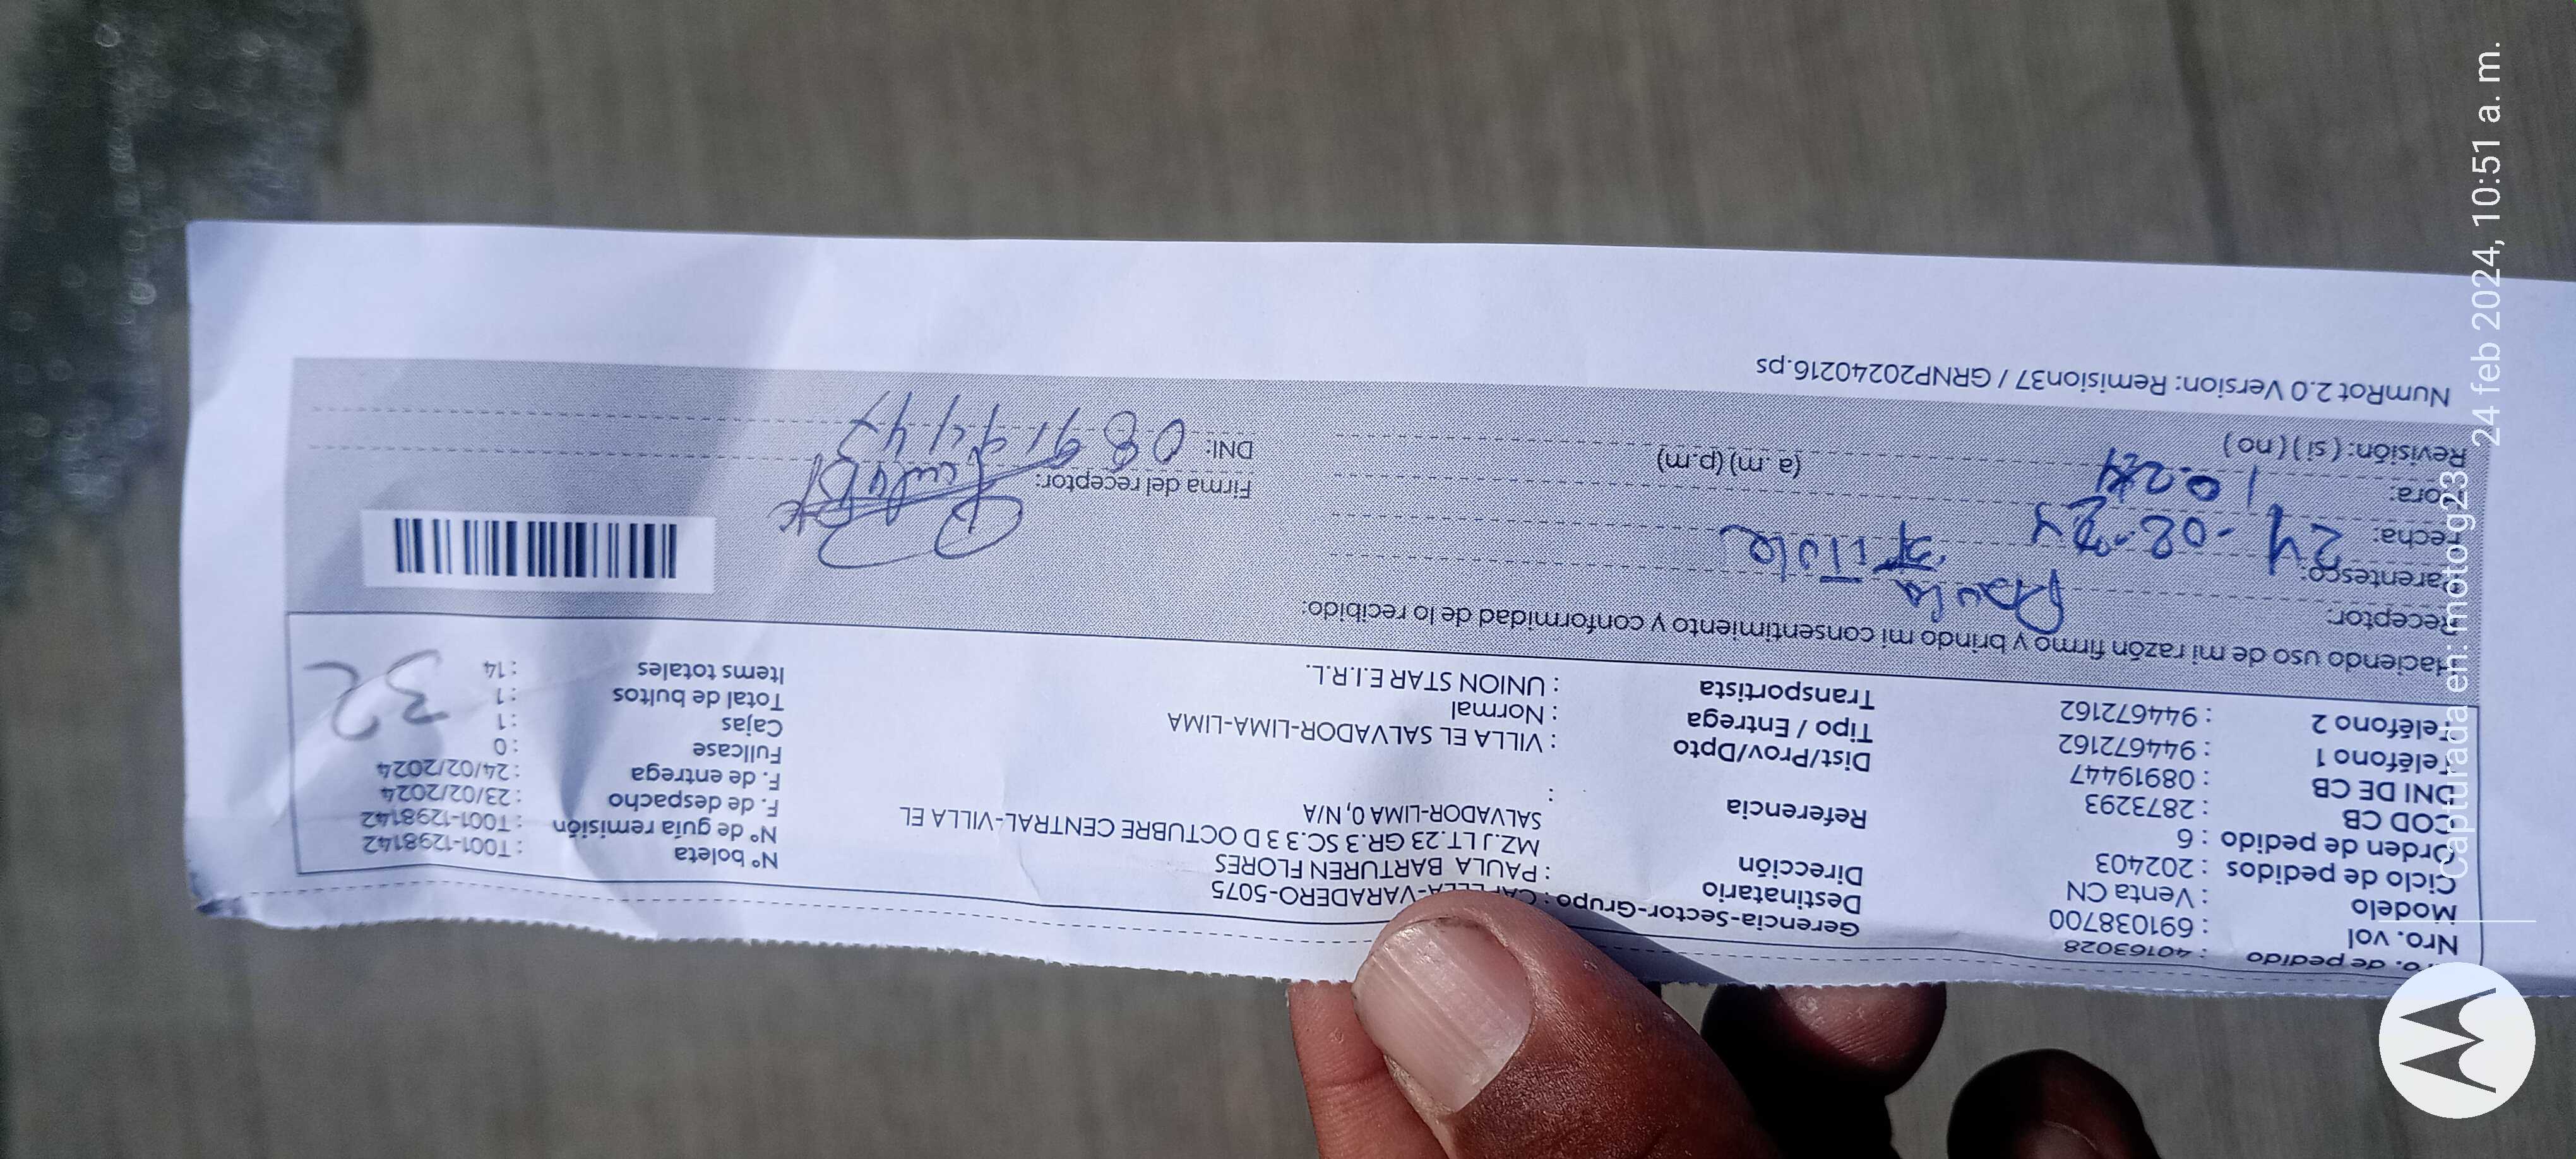 Nro. de pedido : 40163028
Nro. vol : 691038700
Modelo : Venta CN
Ciclo de pedidos : 202403
Orden de pedido : 6
COD CB : 2873293
DNI DE CB : 08919447
Teléfono 1 : 944672162
Teléfono 2 : 944672162
Gerencia-Sector-Grupo : CAPELLA-VARADERO-5075
Destinatario : PAULA BARTUREN FLORES
Dirección MZ.J LT.23 GR.3 SC.3 3 D OCTUBRE CENTRAL-VILLA EL
SALVADOR-LIMA 0, N/A
Referencia :
Dist/Prov/Dpto : VILLA EL SALVADOR-LIMA-LIMA
Tipo / Entrega : Normal
Transportista : UNION STAR E.I.R.L.
Nº boleta : T001-1298142
Nº de guía remisión : T001-1298142
F. de despacho : 23/02/2024
F. de entrega : 24/02/2024
Fullcase : 0
Cajas : 1
Total de bultos : 1
Items totales : 14
32
Haciendo uso de mi razón firmo y brindo mi consentimiento y conformidad de lo recibido:
Receptor: Paula
Parentesco: Titular
Fecha: 24-02-24
Hora: 10:24 (a. m) (p.m)
Revisión: ( si ) ( no )
Firma del receptor:
DNI: 08919447
NumRot 2.0 Version: Remision37 / GRNP20240216.ps
Capturada en: moto g23
24 feb 2024, 10:51 a. m.